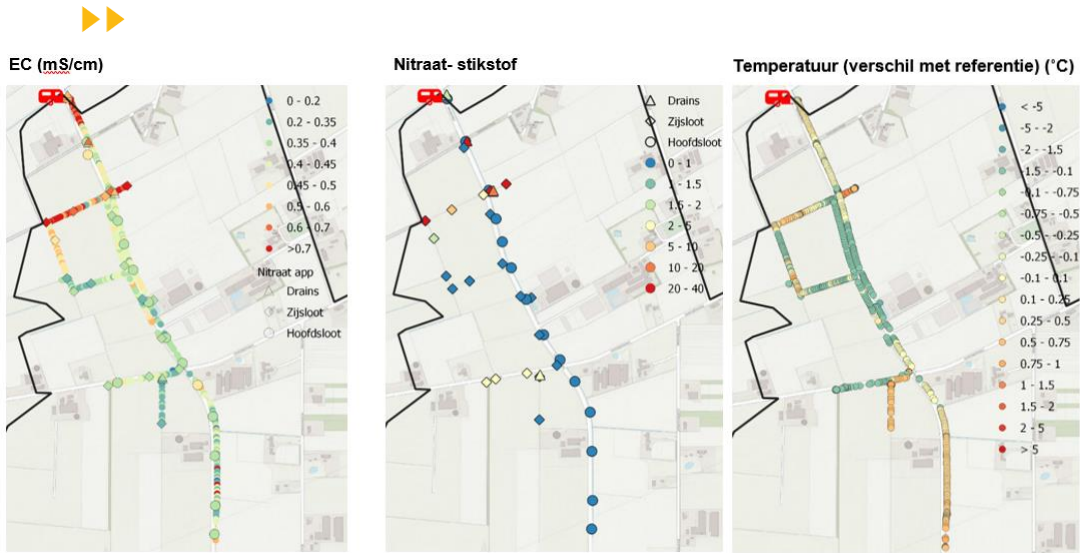 EC (mS/cm)
0 - 0.2
0.2 - 0.35
0.35 - 0.4
0.4 - 0.45
0.45 - 0.5
0.5 - 0.6
0.6 - 0.7
>0.7
Nitraat app
Drains
Zijsloot
Hoofdsloot
Nitraat- stikstof
Drains
Zijsloot
Hoofdsloot
0 - 1
1 - 1.5
1.5 - 2
2 - 5
5 - 10
10 - 20
20 - 40
Temperatuur (verschil met referentie) (˚C)
< -5
-5 - -2
-2 - -1.5
1.5 - -0.1
-0.1 - -0.75
-0.75 - -0.5
-0.5 - -0.25
-0.25 - -0.1
-0.1 - 0.1
0.1 - 0.25
0.25 - 0.5
0.5 - 0.75
0.75 - 1
1 - 1.5
1.5 - 2
2 - 5
> 5